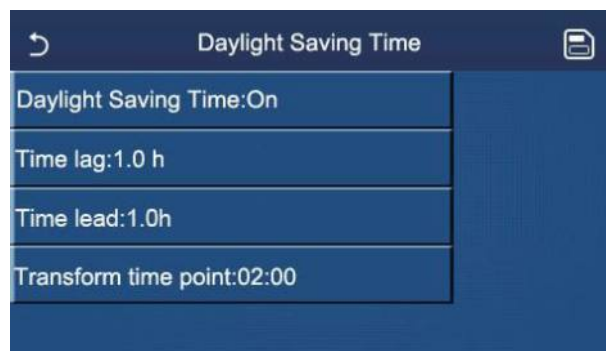 Daylight Saving Time
Daylight Saving Time:On
Time lag:1.0 h
Time lead:1.0h
Transform time point:02:00